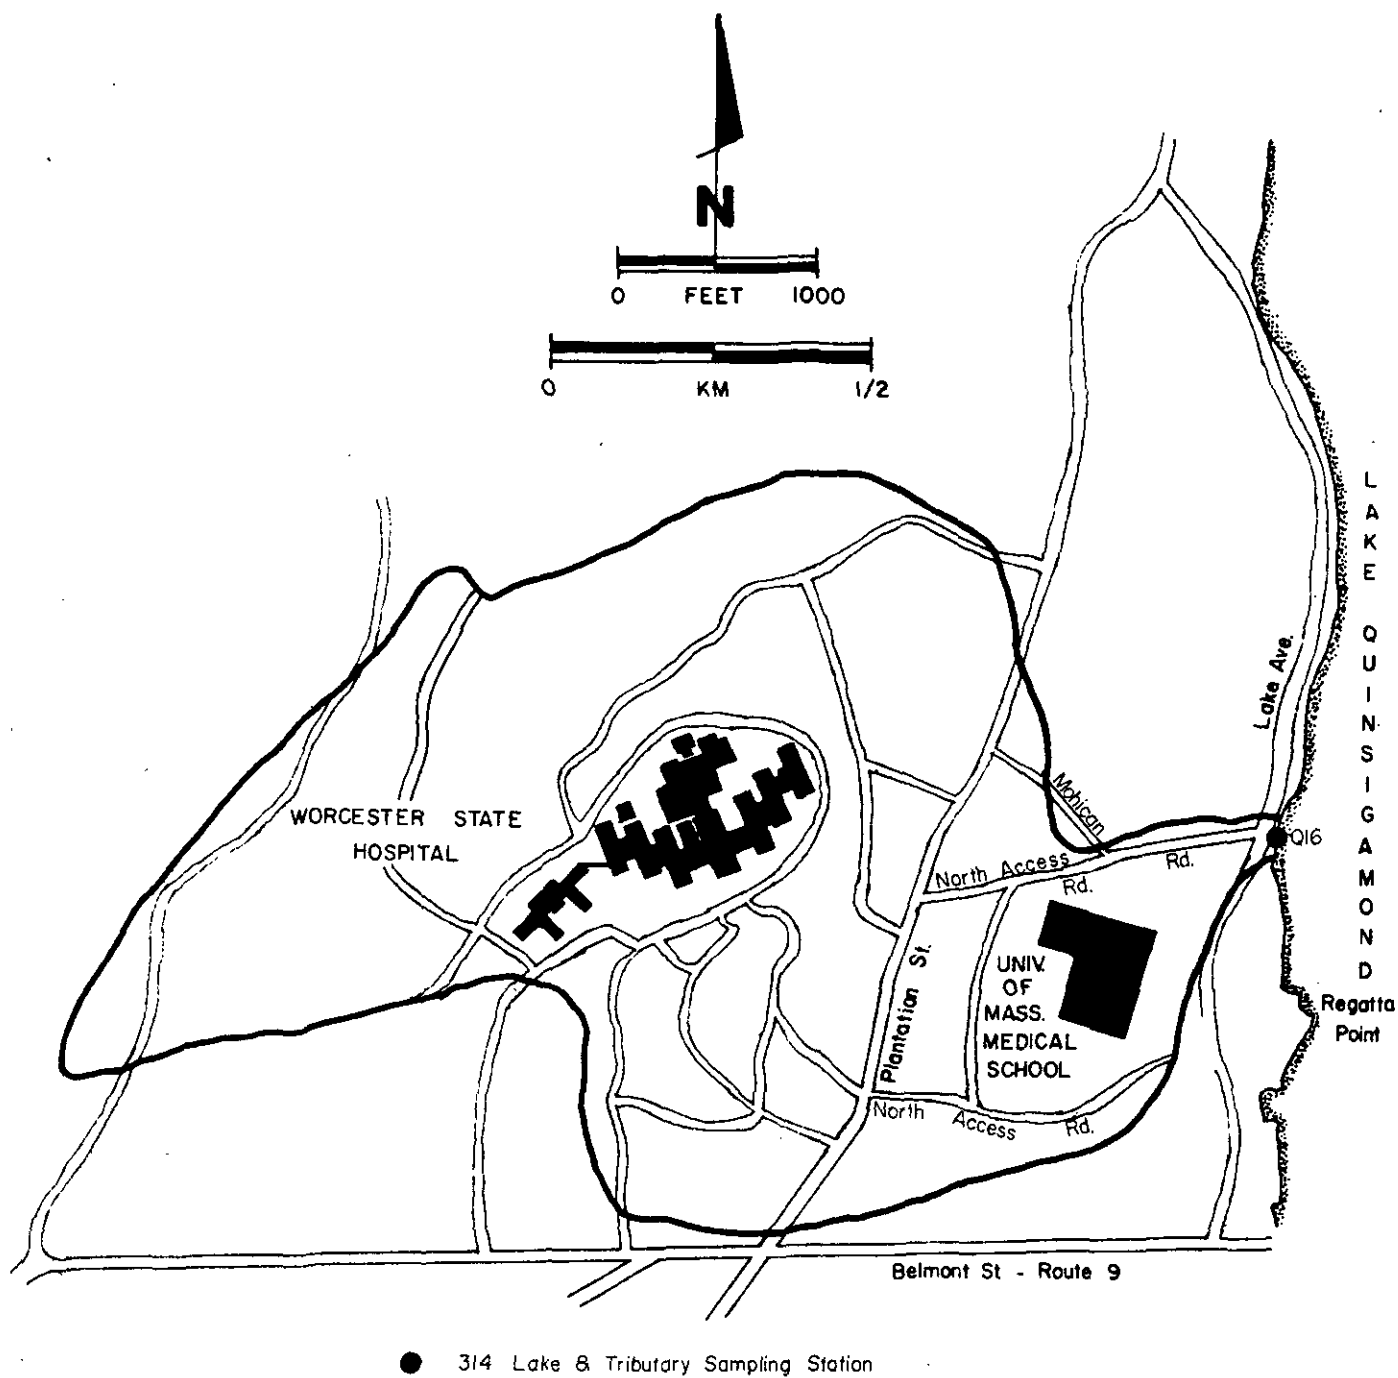 N
0 FEET 1000
0 KM 1/2
LAKE QUINSIGAMOND
Lake Ave.
WORCESTER STATE
HOSPITAL
Mohican
Q16
North Access Rd.
Rd.
Plantation St.
UNIV.
OF
MASS.
MEDICAL
SCHOOL
Regatta
Point
North Access Rd.
Belmont St - Route 9
314 Lake & Tributary Sampling Station